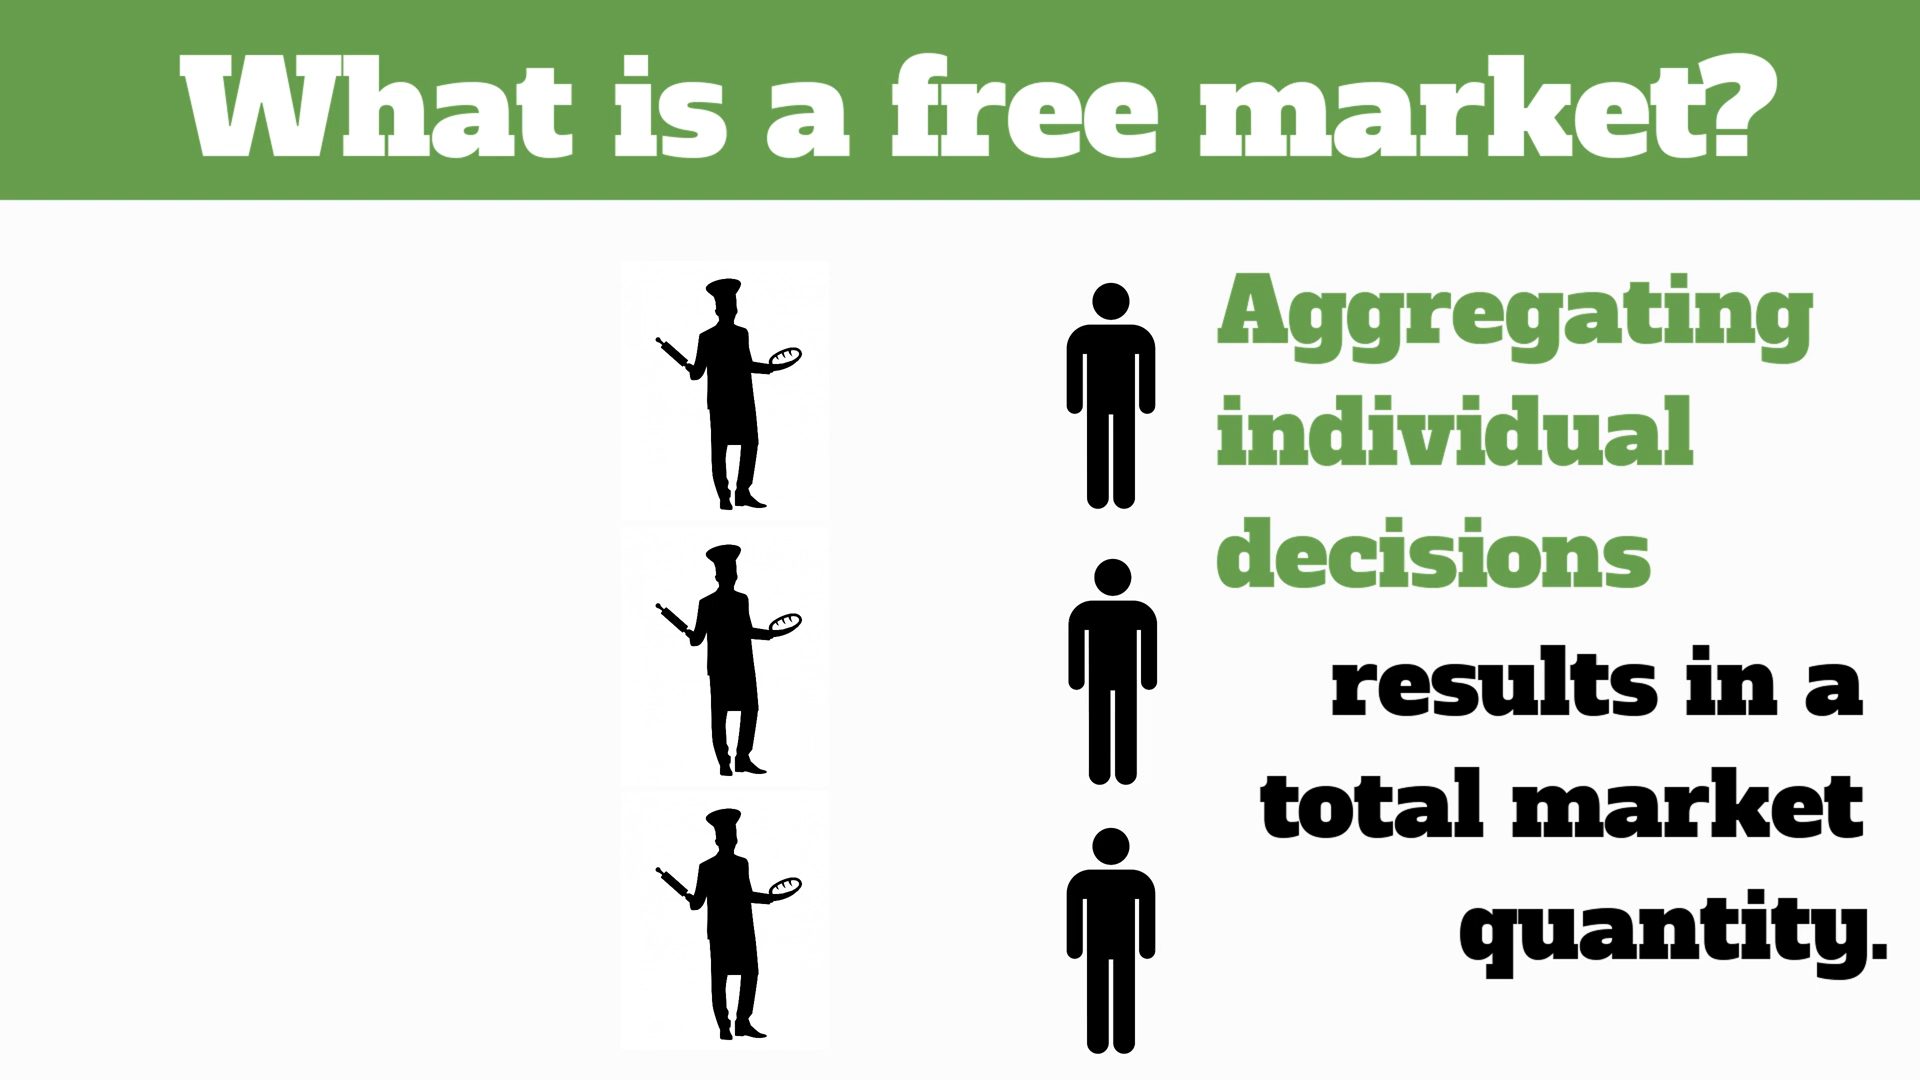 What is a free market?
Aggregating
individual
decisions
results in a
total market
quantity.